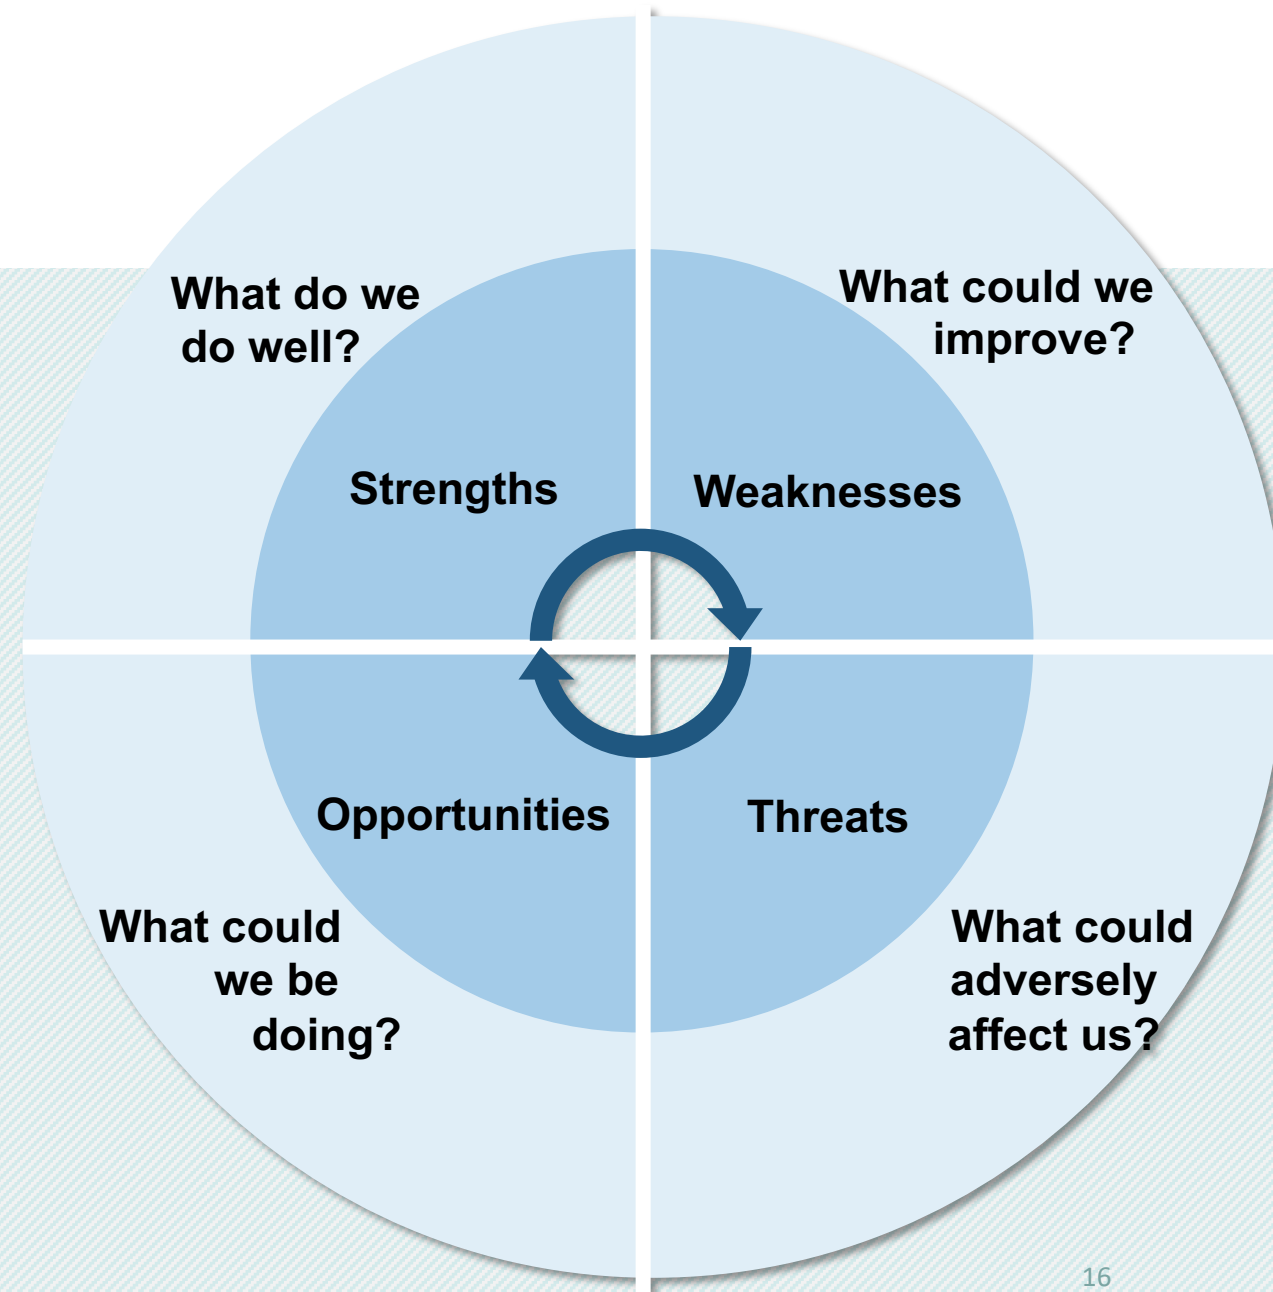 What do we
do well?
What could we
improve?
Strengths
Weaknesses
Opportunities
Threats
What could
we be
doing?
What could
adversely
affect us?
16